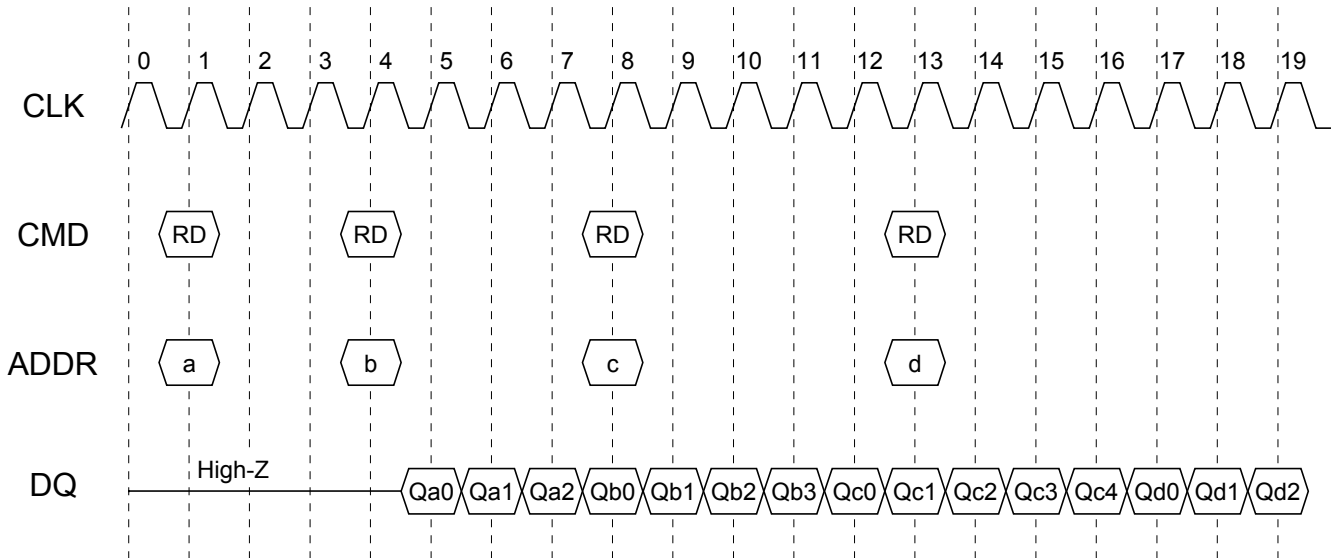 0 1 2 3 4 5 6 7 8 9 10 11 12 13 14 15 16 17 18 19
CLK
CMD RD RD RD RD
ADDR a b c d
High-Z
DQ Qa0 Qa1 Qa2 Qb0 Qb1 Qb2 Qb3 Qc0 Qc1 Qc2 Qc3 Qc4 Qd0 Qd1 Qd2